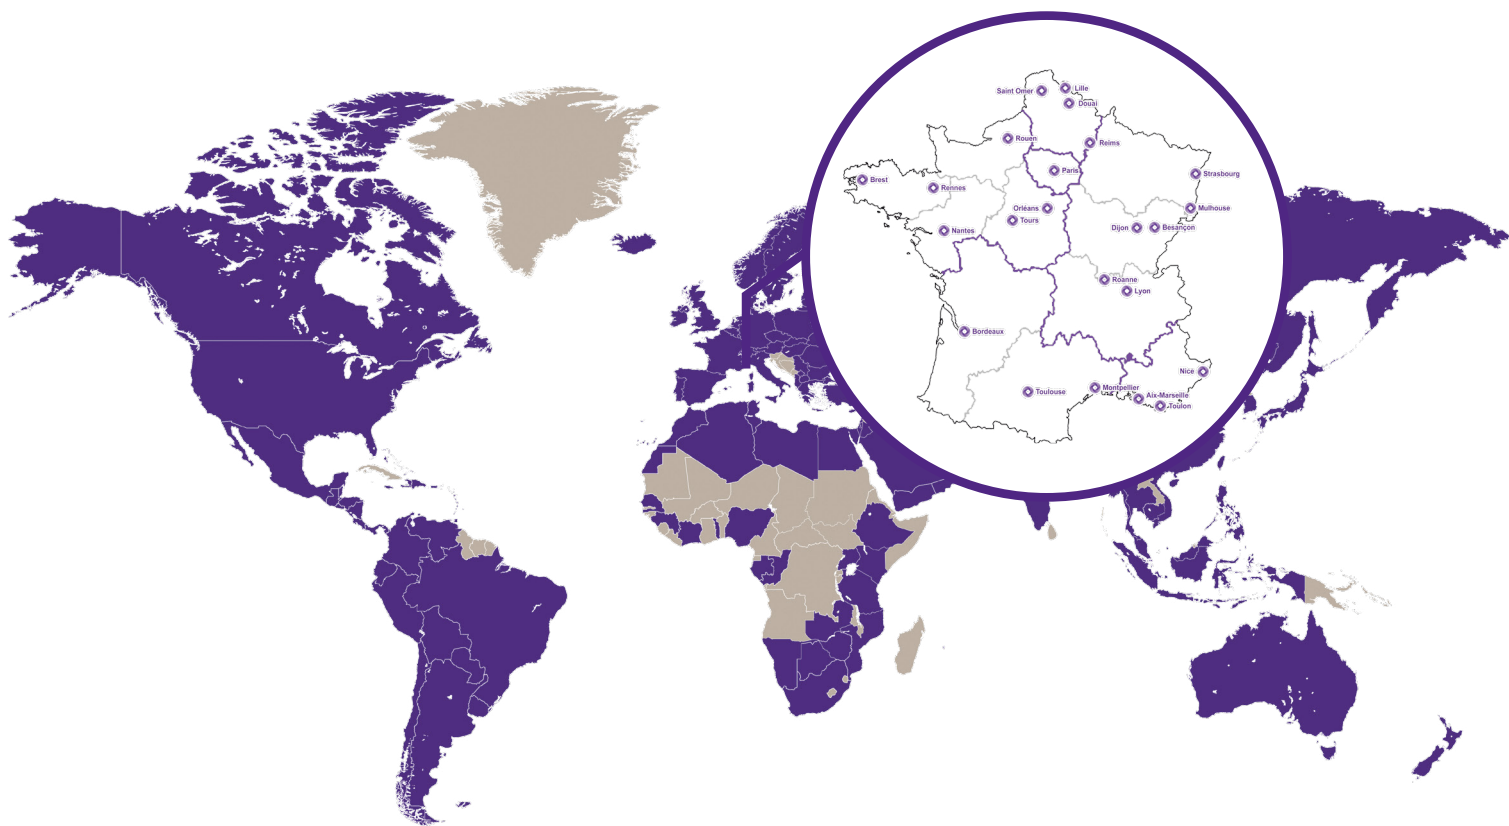 Saint Omer
Lille
Douai
Rouen
Reims
Paris
Strasbourg
Brest
Rennes
Orléans
Mulhouse
Tours
Dijon
Besançon
Nantes
Roanne
Lyon
Bordeaux
Nice
Toulouse
Montpellier
Aix-Marseille
Toulon